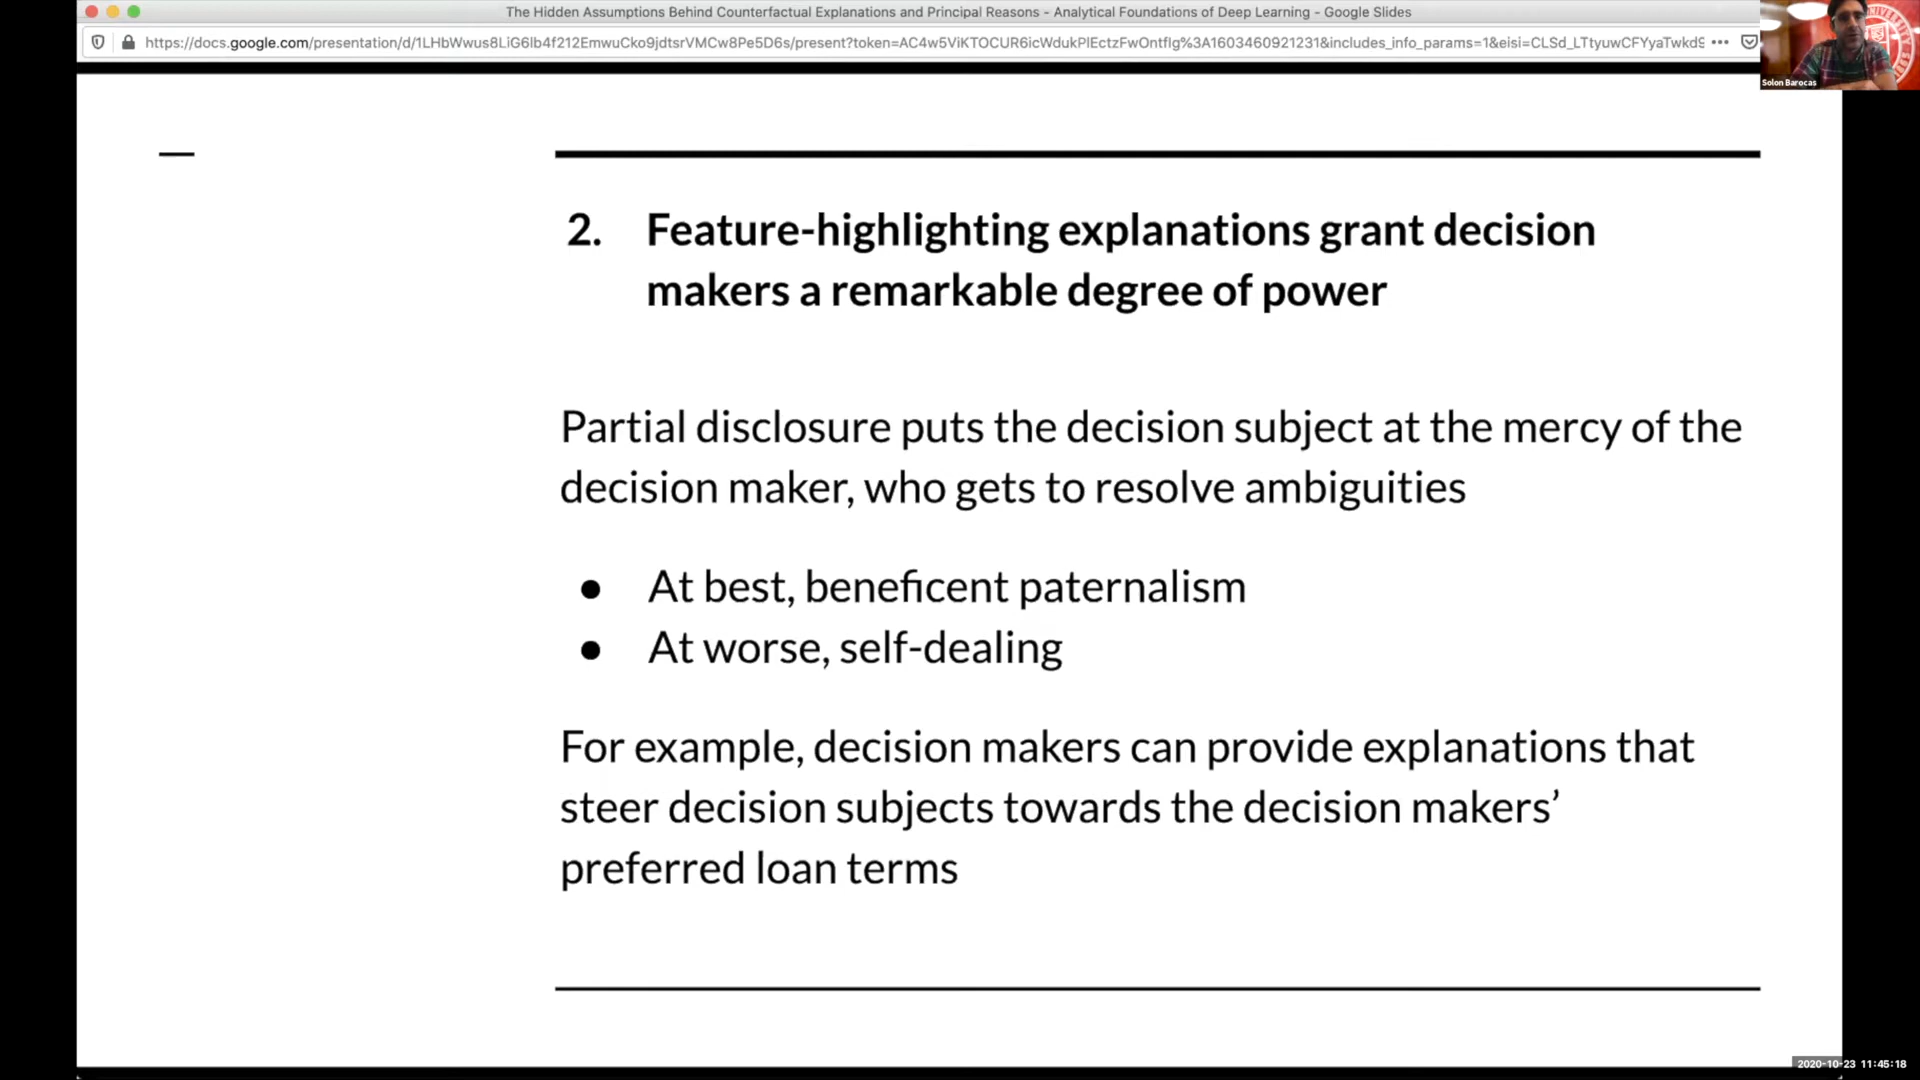 The Hidden Assumptions Behind Counterfactual Explanations and Principal Reasons - Analytical Foundations of Deep Learning - Google Slides
https://docs.google.com/presentation/d/1LHbWwus8LiG6lb4f212EmwuCko9jdtsrVMCw8Pe5D6s/present?token=AC4w5ViKTOCUR6icWdukPlEctzFwOntflg%3A1603460921231&includes_info_params=1&eisi=CLSd_LTtyuwCFYyaTwkdS
Solon Barocas
2. Feature-highlighting explanations grant decision
makers a remarkable degree of power
Partial disclosure puts the decision subject at the mercy of the
decision maker, who gets to resolve ambiguities
● At best, beneficent paternalism
● At worse, self-dealing
For example, decision makers can provide explanations that
steer decision subjects towards the decision makers’
preferred loan terms
2020-10-23 11:45:18